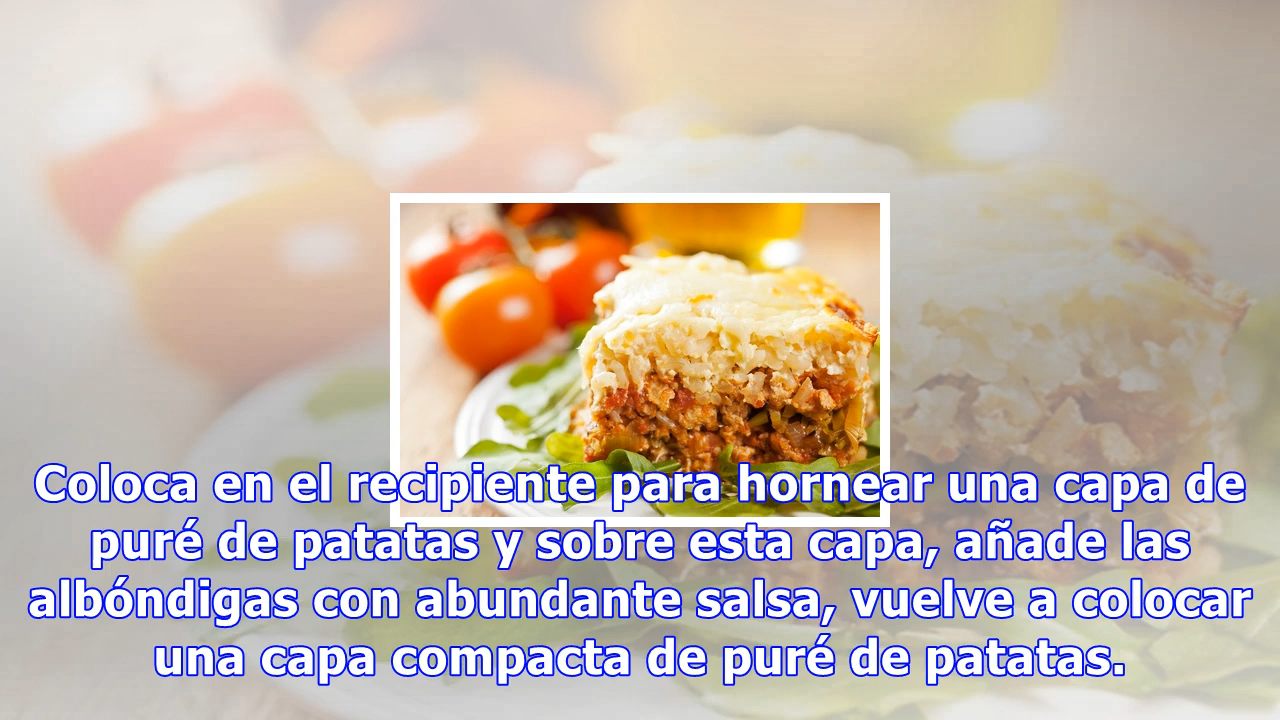 Coloca en el recipiente para hornear una capa de
puré de patatas y sobre esta capa, añade las
albóndigas con abundante salsa, vuelve a colocar
una capa compacta de puré de patatas.